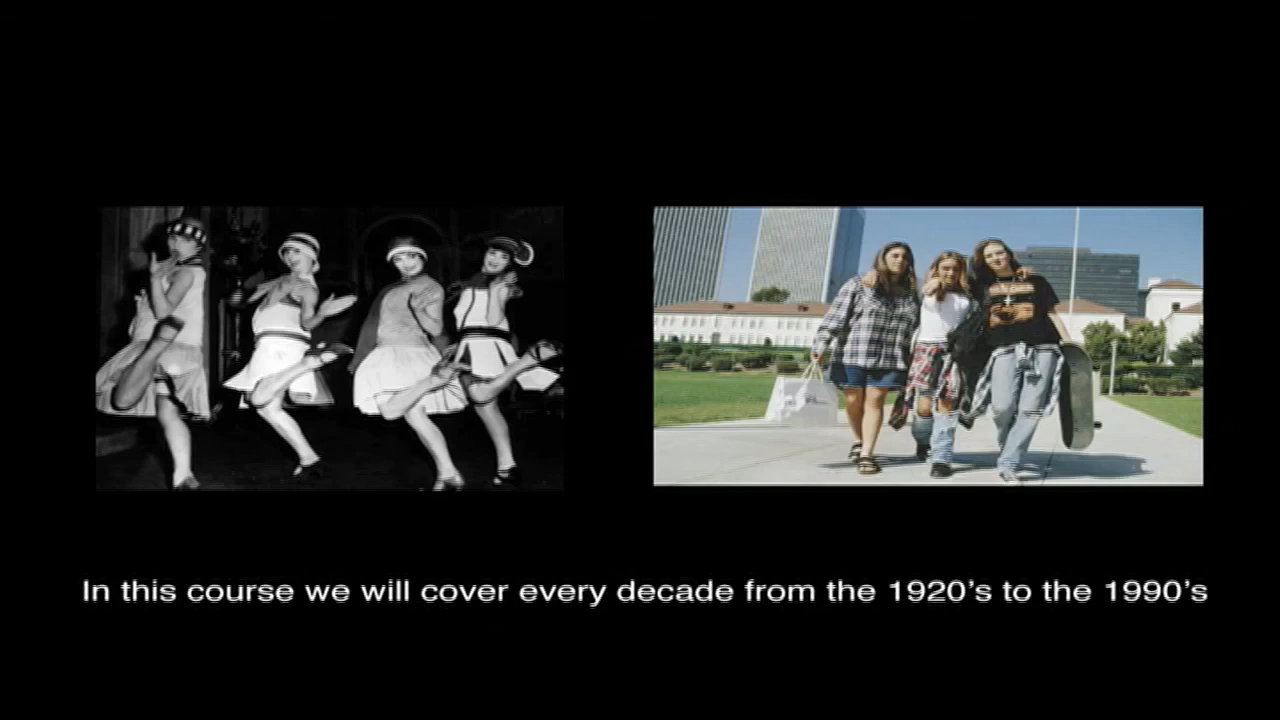 In this course we will cover every decade from the 1920's to the 1990's